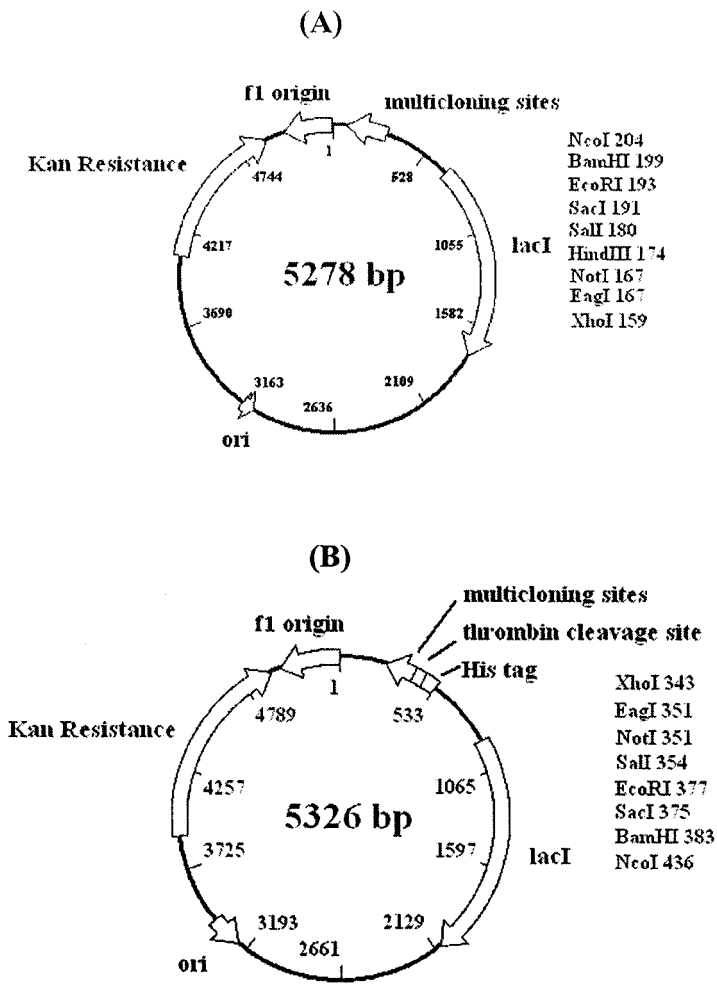 (A)
f1 origin
multicloning sites
Kan Resistance
1
4744
528
4217
1055
lacI
5278 bp
3690
1582
3163
2636
2109
ori
NcoI 204
BamHI 199
EcoRI 193
SacI 191
SalI 180
HindIII 174
NotI 167
EagI 167
XhoI 159
(B)
multicloning sites
f1 origin
thrombin cleavage site
His tag
1
4789
533
Kan Resistance
4257
1065
5326 bp
3725
1597
lacI
3193
2661
2129
ori
XhoI 343
EagI 351
NotI 351
SalI 354
EcoRI 377
SacI 375
BamHI 383
NcoI 436